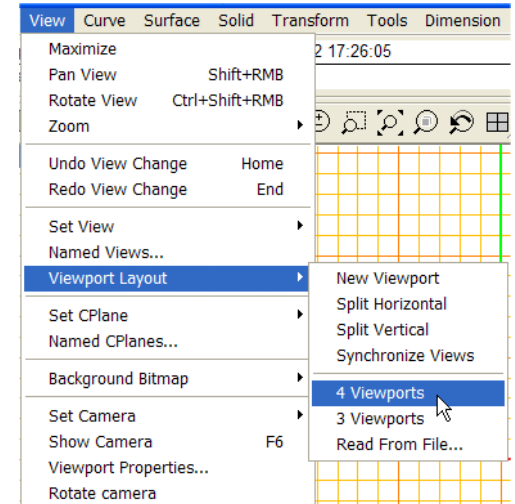 View Curve Surface Solid Transform Tools Dimension
2 17:26:05
Maximize
Pan View Shift+RMB
Rotate View Ctrl+Shift+RMB
Zoom
Undo View Change Home
Redo View Change End
Set View
Named Views...
Viewport Layout
Set CPlane
Named CPlanes...
Background Bitmap
Set Camera
Show Camera F6
Viewport Properties...
Rotate camera
New Viewport
Split Horizontal
Split Vertical
Synchronize Views
4 Viewports
3 Viewports
Read From File...